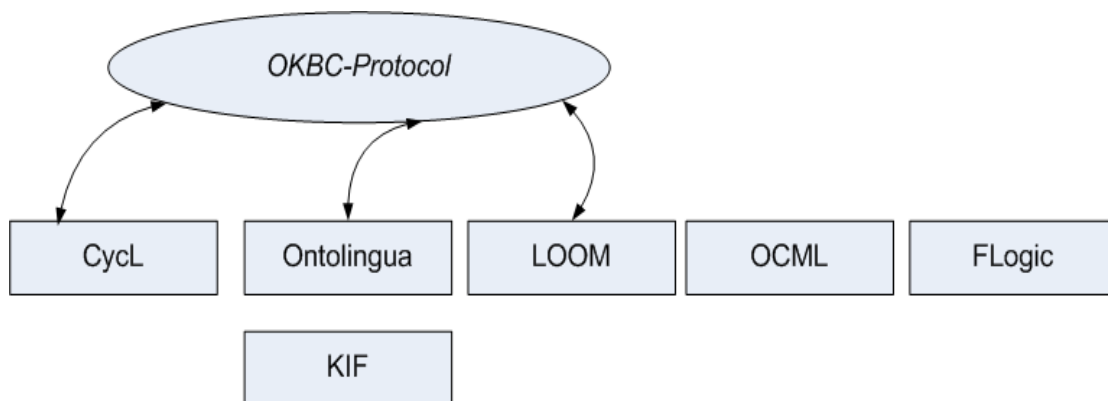 OKBC-Protocol
CycL
Ontolingua
LOOM
OCML
FLogic
KIF